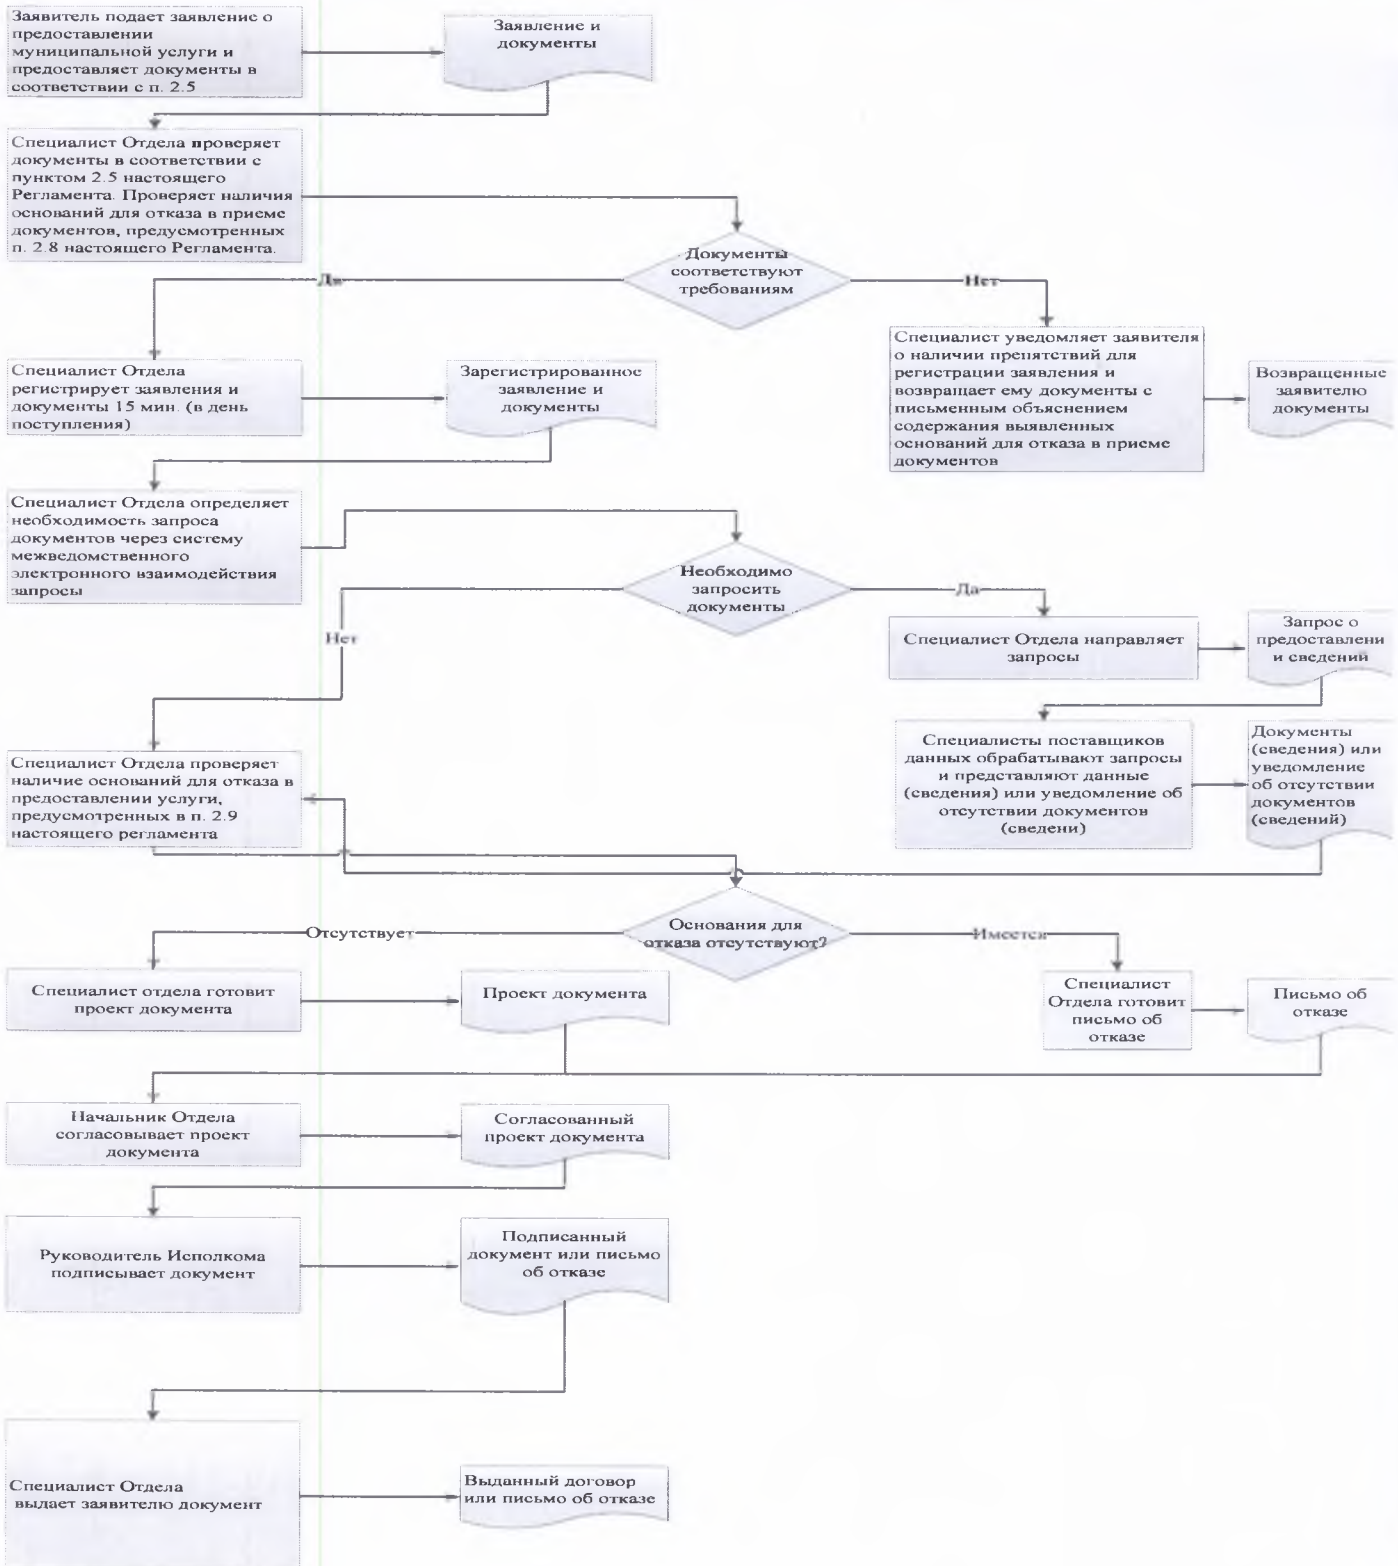 Заявитель подает заявление о
предоставлении
муниципальной услуги и
предоставляет документы в
соответствии с п. 2.5
Заявление и
документы
Специалист Отдела проверяет
документы в соответствии с
пунктом 2.5 настоящего
Регламента. Проверяет наличия
оснований для отказа в приеме
документов, предусмотренных
п. 2.8 настоящего Регламента.
Документы
соответствуют
требованиям
Да
Нет
Специалист Отдела
регистрирует заявления и
документы 15 мин. (в день
поступления)
Зарегистрированное
заявление и
документы
Специалист уведомляет заявителя
о наличии препятствий для
регистрации заявления и
возвращает ему документы с
письменным объяснением
содержания выявленных
оснований для отказа в приеме
документов
Возвращенные
заявителю
документы
Специалист Отдела определяет
необходимость запроса
документов через систему
межведомственного
электронного взаимодействия
запросы
Необходимо
запросить
документы
Да
Нет
Специалист Отдела направляет
запросы
Запрос о
предоставлени
и сведений
Специалист Отдела проверяет
наличие оснований для отказа в
предоставлении услуги,
предусмотренных в п. 2.9
настоящего регламента
Специалисты поставщиков
данных обрабатывают запросы
и представляют данные
(сведения) или уведомление об
отсутствии документов
(сведени)
Документы
(сведения) или
уведомление
об отсутствии
документов
(сведений)
Основания для
отказа отсутствуют?
Отсутствует
Имеется
Специалист отдела готовит
проект документа
Проект документа
Специалист
Отдела готовит
письмо об
отказе
Письмо об
отказе
Начальник Отдела
согласовывает проект
документа
Согласованный
проект документа
Руководитель Исполкома
подписывает документ
Подписанный
документ или письмо
об отказе
Специалист Отдела
выдает заявителю документ
Выданный договор
или письмо об отказе